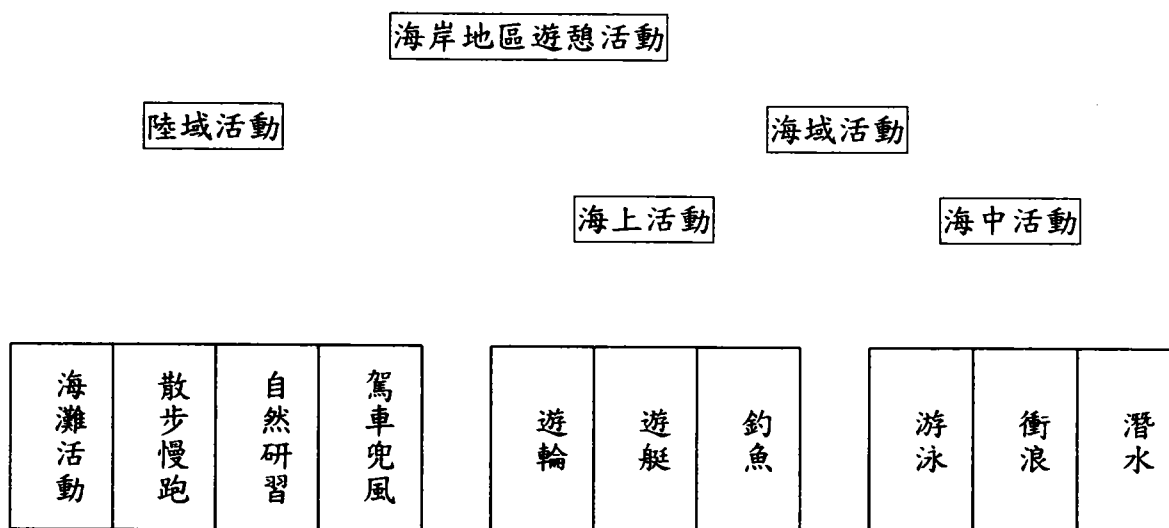 海岸地區遊憩活動
陸域活動
海域活動
海上活動
海中活動
海灘活動
散步慢跑
自然研習
駕車兜風
遊輪
遊艇
釣魚
游泳
衝浪
潛水